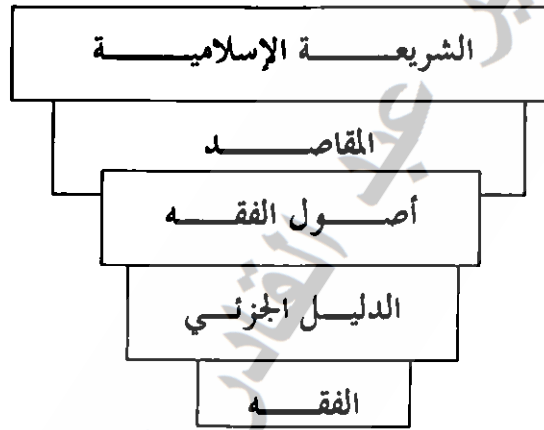 الشريعة الإسلامية
المقاصد
أصول الفقه
الدليل الجزئي
الفقه